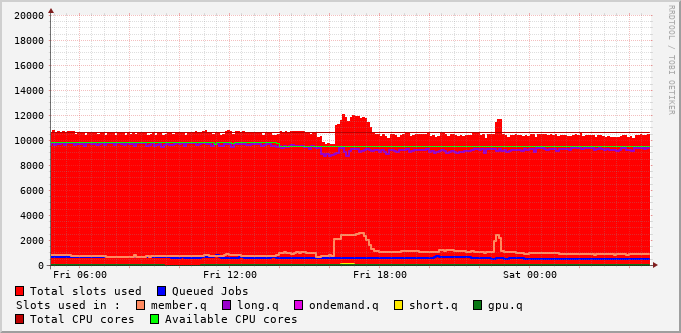 RRDTOOL / TOBI OETIKER
20000
18000
16000
14000
12000
10000
8000
6000
4000
2000
0
Fri 06:00 Fri 12:00 Fri 18:00 Sat 00:00
Total slots used Queued Jobs
Slots used in : member.q long.q ondemand.q short.q gpu.q
Total CPU cores Available CPU cores